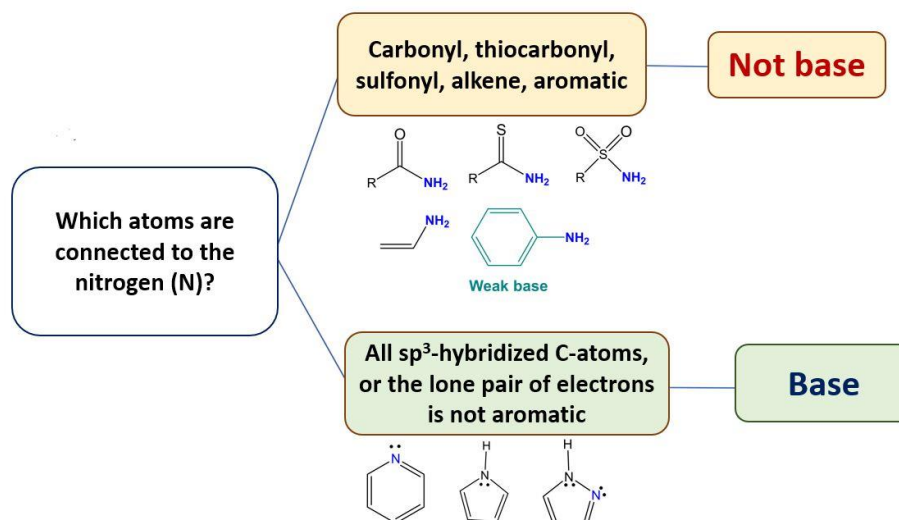 Carbonyl, thiocarbonyl,
sulfonyl, alkene, aromatic
Not base
O
R
NH₂
S
R
NH₂
O
O
S
R
NH₂
Which atoms are
connected to the
nitrogen (N)?
NH₂
NH₂
Weak base
All sp³-hybridized C-atoms,
or the lone pair of electrons
is not aromatic
Base
N
H
N
H
N
N